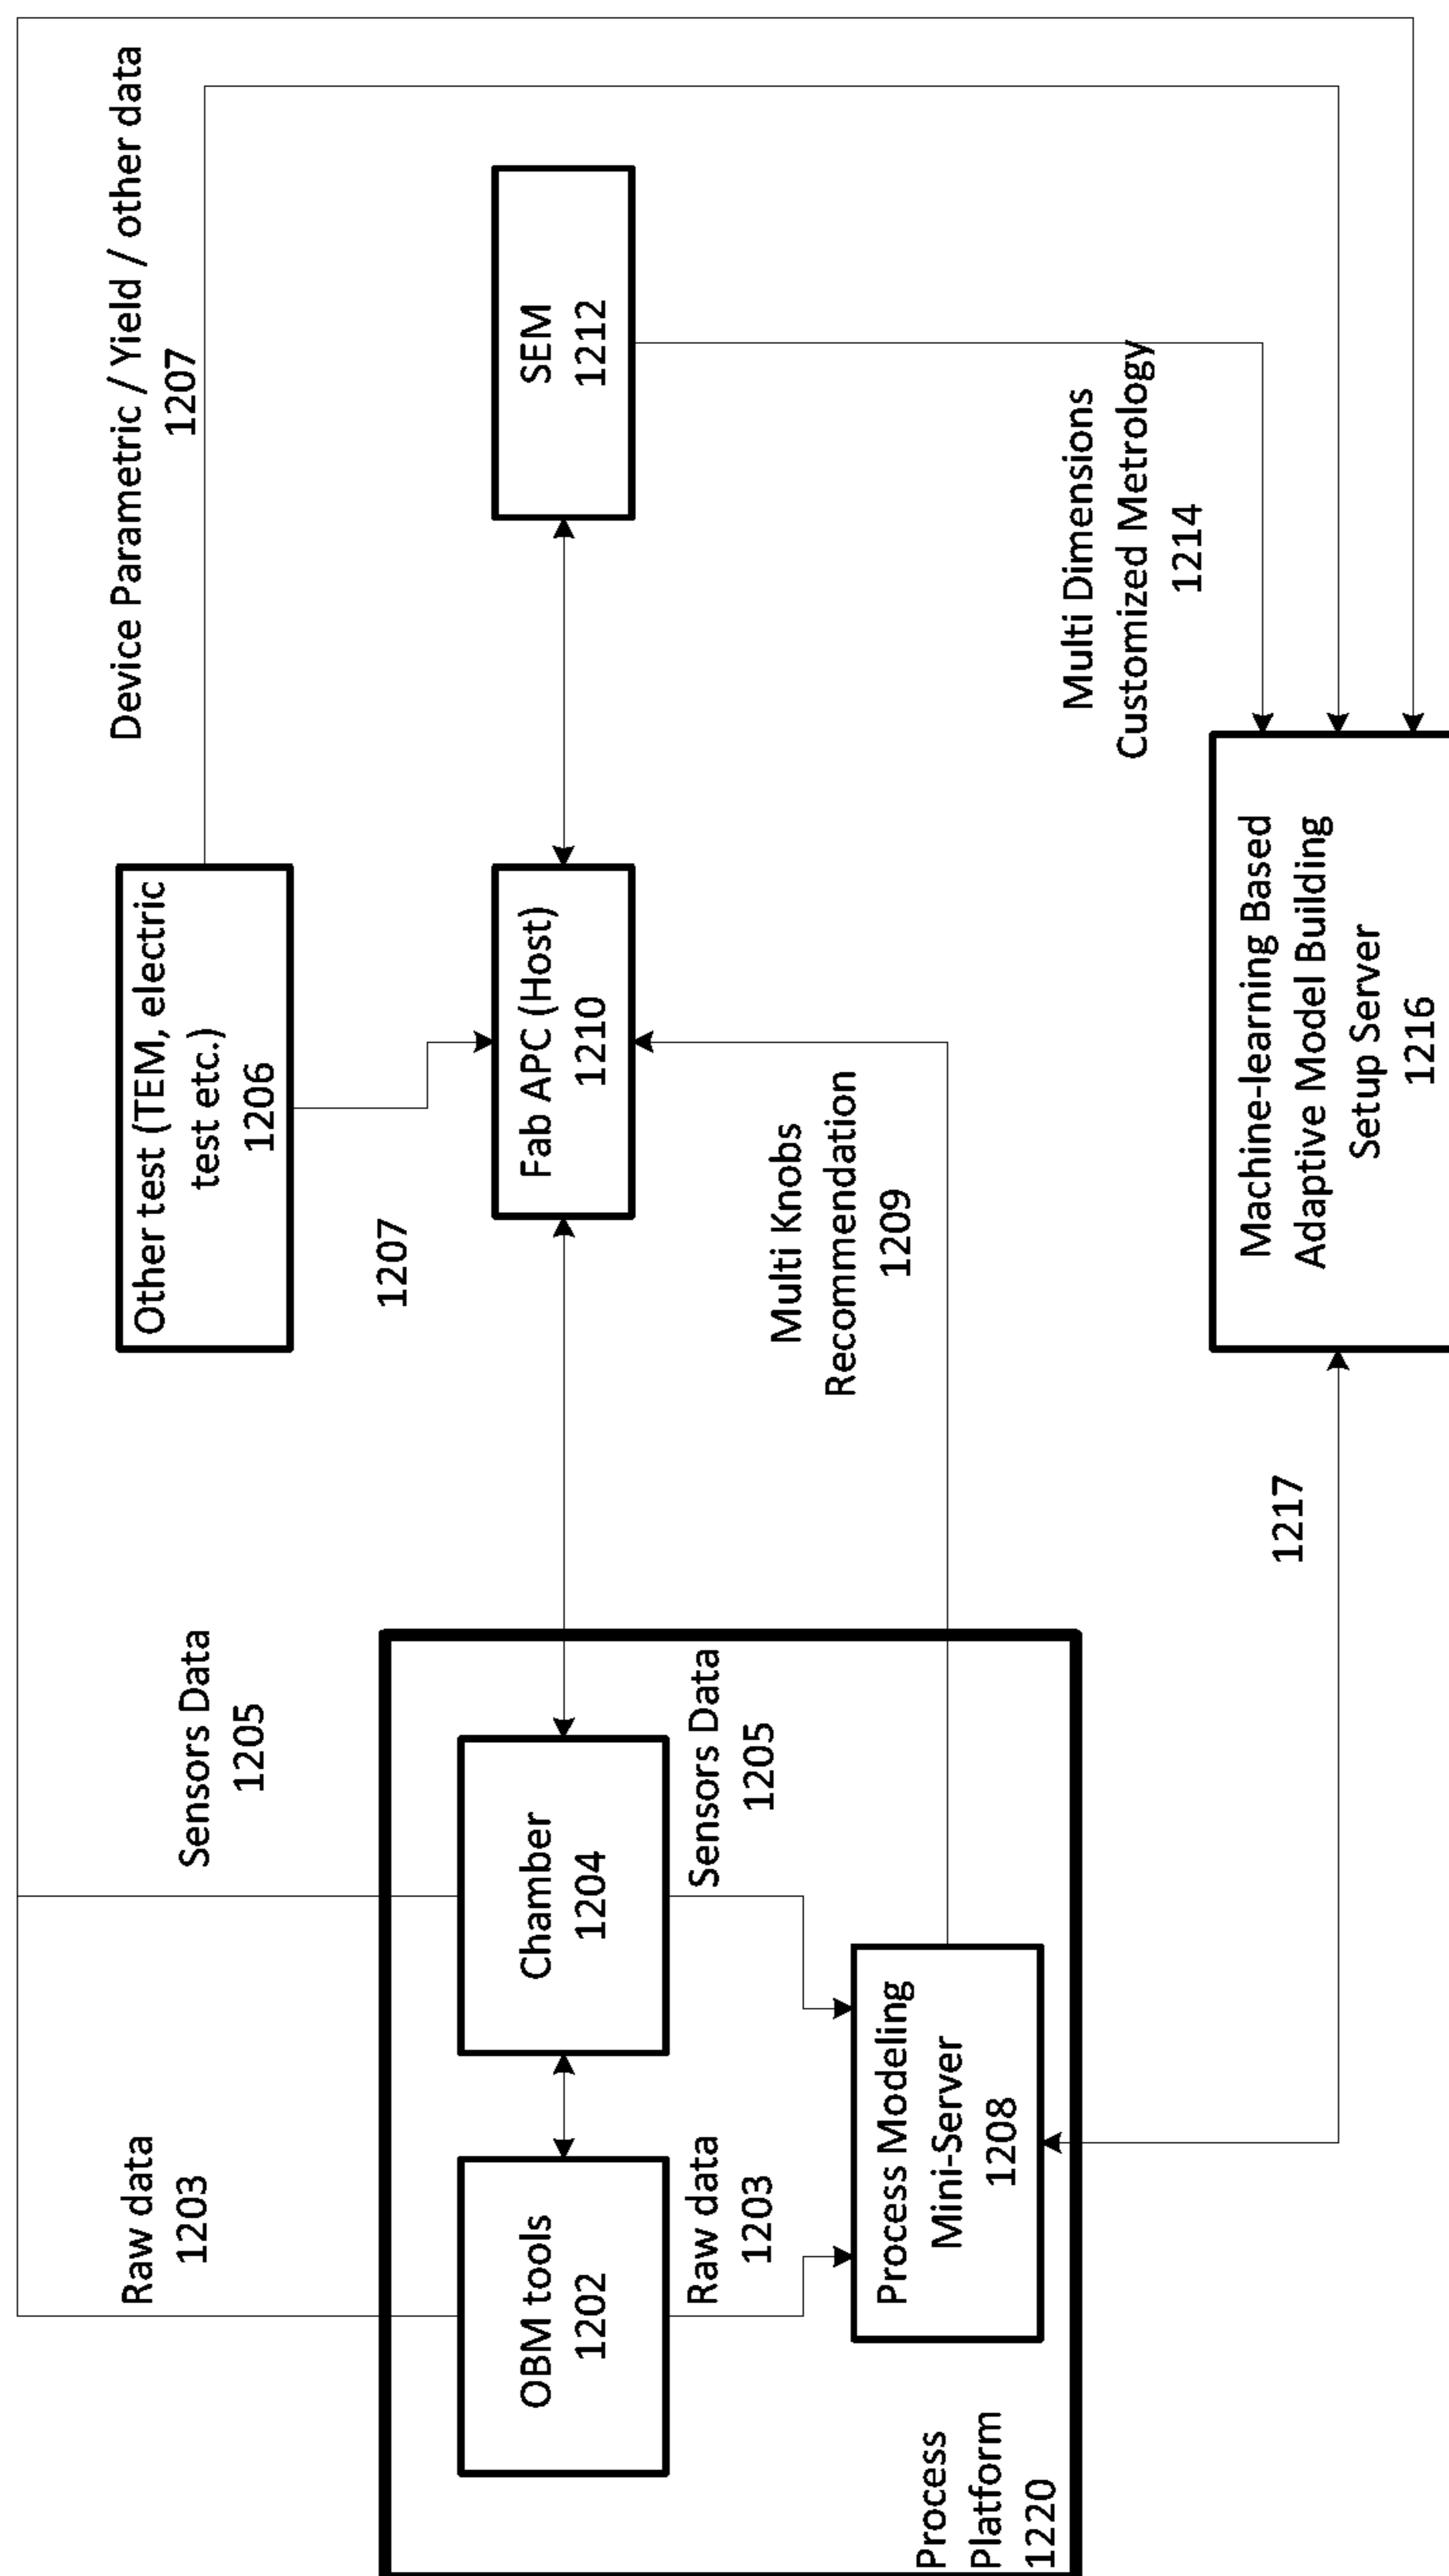 Raw data
1203
Sensors Data
1205
Device Parametric / Yield / other data
1207
Other test (TEM, electric
test etc.)
1206
1207
OBM tools
1202
Chamber
1204
Fab APC (Host)
1210
SEM
1212
Raw data
1203
Sensors Data
1205
Multi Knobs
Recommendation
1209
Process Modeling
Mini-Server
1208
Process
Platform
1220
Multi Dimensions
Customized Metrology
1214
1217
Machine-learning Based
Adaptive Model Building
Setup Server
1216